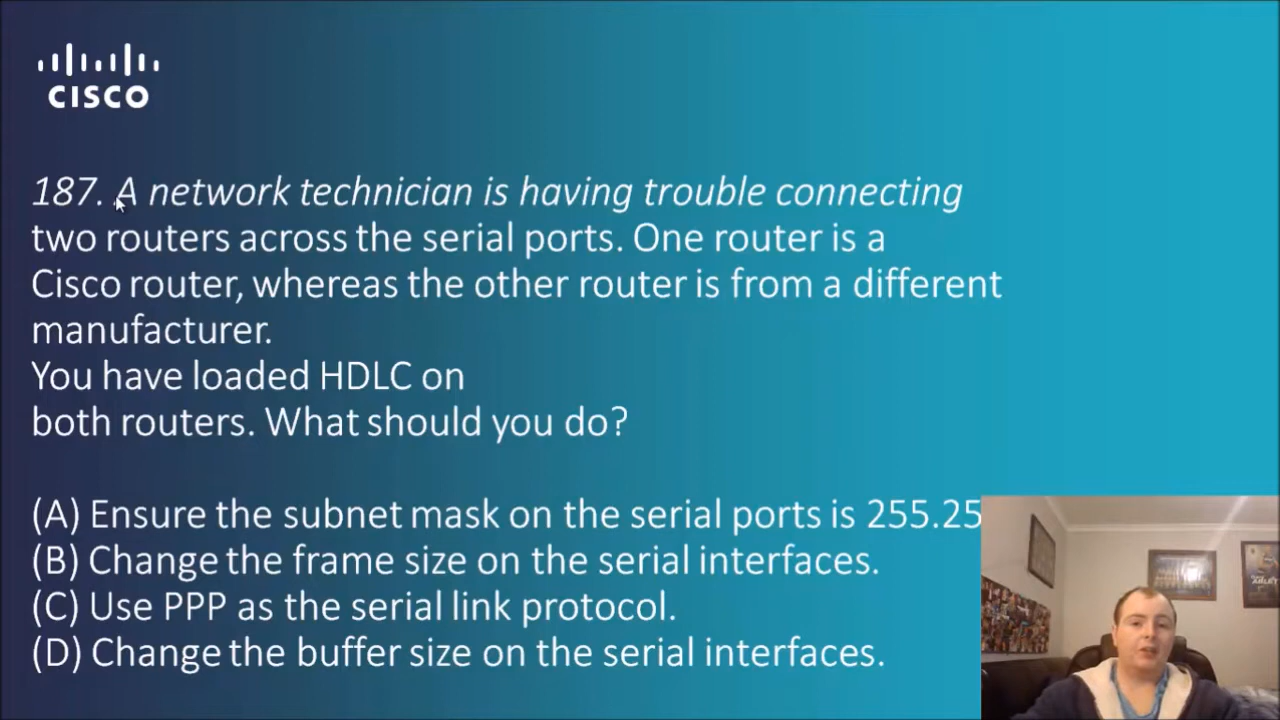 CISCO
187. A network technician is having trouble connecting
two routers across the serial ports. One router is a
Cisco router, whereas the other router is from a different
manufacturer.
You have loaded HDLC on
both routers. What should you do?
(A) Ensure the subnet mask on the serial ports is 255.25
(B) Change the frame size on the serial interfaces.
(C) Use PPP as the serial link protocol.
(D) Change the buffer size on the serial interfaces.